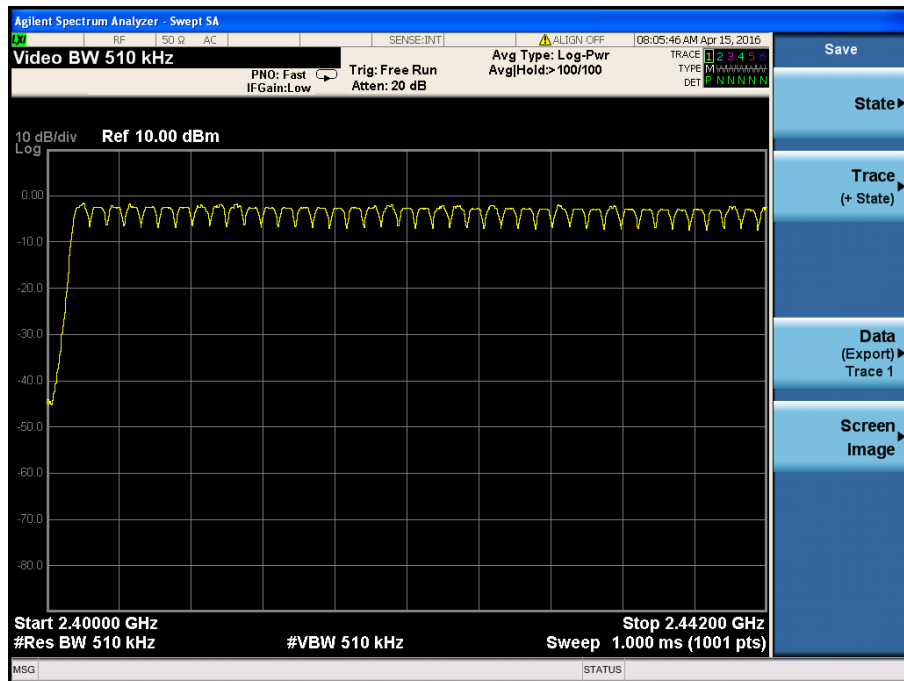 Agilent Spectrum Analyzer - Swept SA
LXI RF 50 Ω AC SENSE:INT ALIGN OFF 08:05:46 AM Apr 15, 2016
Video BW 510 kHz
PNO: Fast
IFGain:Low
Trig: Free Run
Atten: 20 dB
Avg Type: Log-Pwr
Avg|Hold:> 100/100
TRACE 1 2 3 4 5 6
TYPE M W W W W W
DET P N N N N N
10 dB/div Ref 10.00 dBm
Log
0.00
-10.0
-20.0
-30.0
-40.0
-50.0
-60.0
-70.0
-80.0
Start 2.40000 GHz Stop 2.44200 GHz
#Res BW 510 kHz #VBW 510 kHz Sweep 1.000 ms (1001 pts)
MSG STATUS
Save
State
Trace
(+ State)
Data
(Export)
Trace 1
Screen
Image